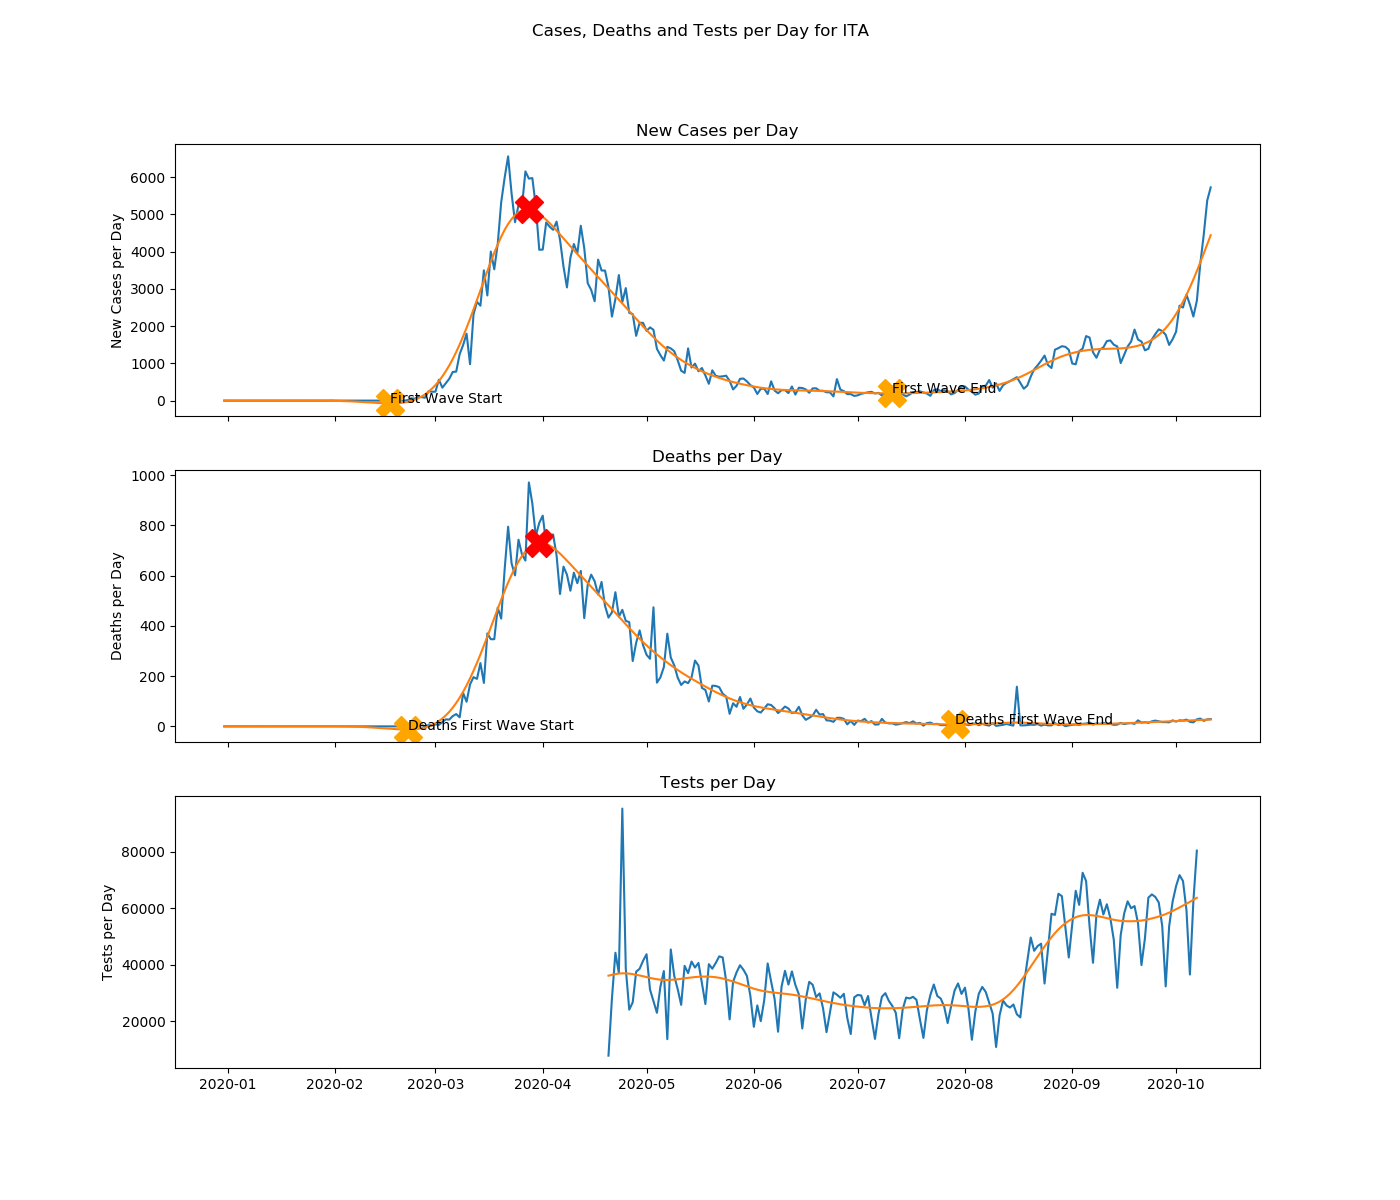 Cases, Deaths and Tests per Day for ITA
New Cases per Day
New Cases per Day
6000
5000
4000
3000
2000
1000
0
First Wave Start
First Wave End
Deaths per Day
Deaths per Day
1000
800
600
400
200
0
Deaths First Wave Start
Deaths First Wave End
Tests per Day
Tests per Day
80000
60000
40000
20000
2020-01 2020-02 2020-03 2020-04 2020-05 2020-06 2020-07 2020-08 2020-09 2020-10